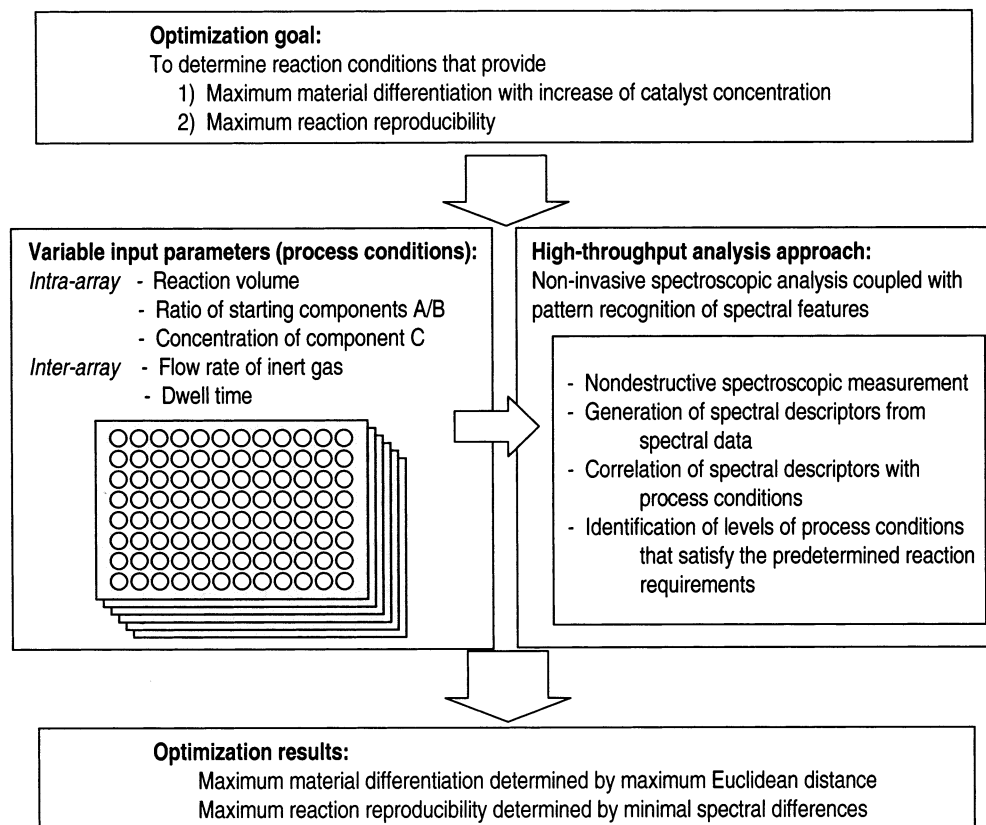 Optimization goal:
To determine reaction conditions that provide
1) Maximum material differentiation with increase of catalyst concentration
2) Maximum reaction reproducibility
Variable input parameters (process conditions):
Intra-array - Reaction volume
- Ratio of starting components A/B
- Concentration of component C
Inter-array - Flow rate of inert gas
- Dwell time
High-throughput analysis approach:
Non-invasive spectroscopic analysis coupled with
pattern recognition of spectral features
- Nondestructive spectroscopic measurement
- Generation of spectral descriptors from
spectral data
- Correlation of spectral descriptors with
process conditions
- Identification of levels of process conditions
that satisfy the predetermined reaction
requirements
Optimization results:
Maximum material differentiation determined by maximum Euclidean distance
Maximum reaction reproducibility determined by minimal spectral differences